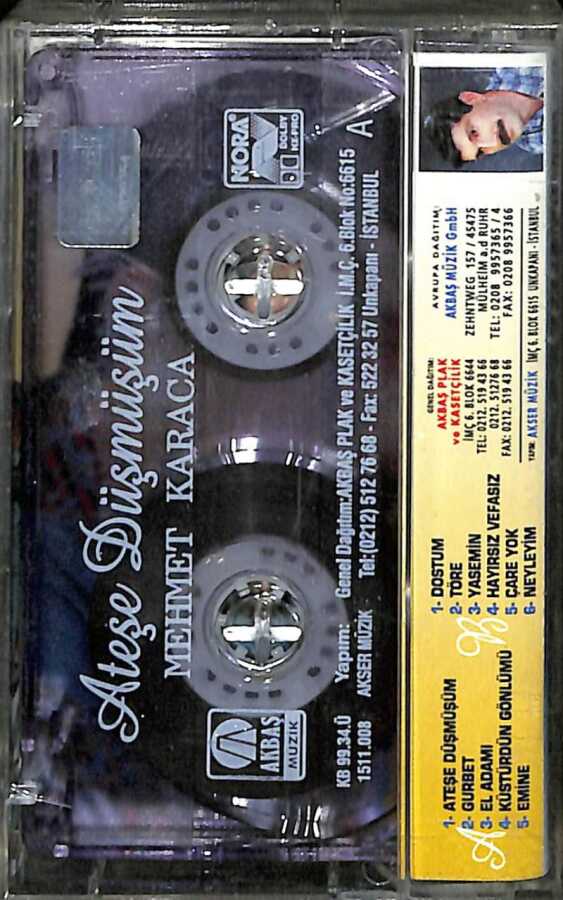 Ateşe Düşmüşüm
MEHMET KARACA
NORA
DOLBY
HX-PRO
A
AKBAŞ
MÜZİK
KB 99.34.Ü
1511.008
Yapım:
AKSER MÜZİK
Genel Dağıtım:AKBAŞ PLAK ve KASETÇİLİK İ.M.Ç. 6.Blok No:6615
Tel:(0212) 512 76 68 - Fax: 522 32 57 Unkapanı - İSTANBUL
A
1- ATEŞE DÜŞMÜŞÜM
2- GURBET
3- EL ADAMI
4- KÜSTÜRDÜN GÖNLÜMÜ
5- EMİNE
B
1- DOSTUM
2- TÖRE
3- YASEMİN
4- HAYIRSIZ VEFASIZ
5- ÇARE YOK
6- NEYLEYİM
GENEL DAĞITIM:
AKBAŞ PLAK
ve KASETÇİLİK
İMÇ 6. BLOK 6644
TEL: 0212. 519 43 66
0212. 51276 68
FAX: 0212. 519 43 66
AVRUPA DAĞITIM:
AKBAŞ MÜZİK GmbH
ZEHNTWEG 157 / 45475
MÜLHEİM a.d RUHR
TEL: 0208 9957365 / 4
FAX: 0208 9957366
YAPIM: AKSER MÜZİK İMÇ 6. BLOK 6615 UNKAPANI - İSTANBUL